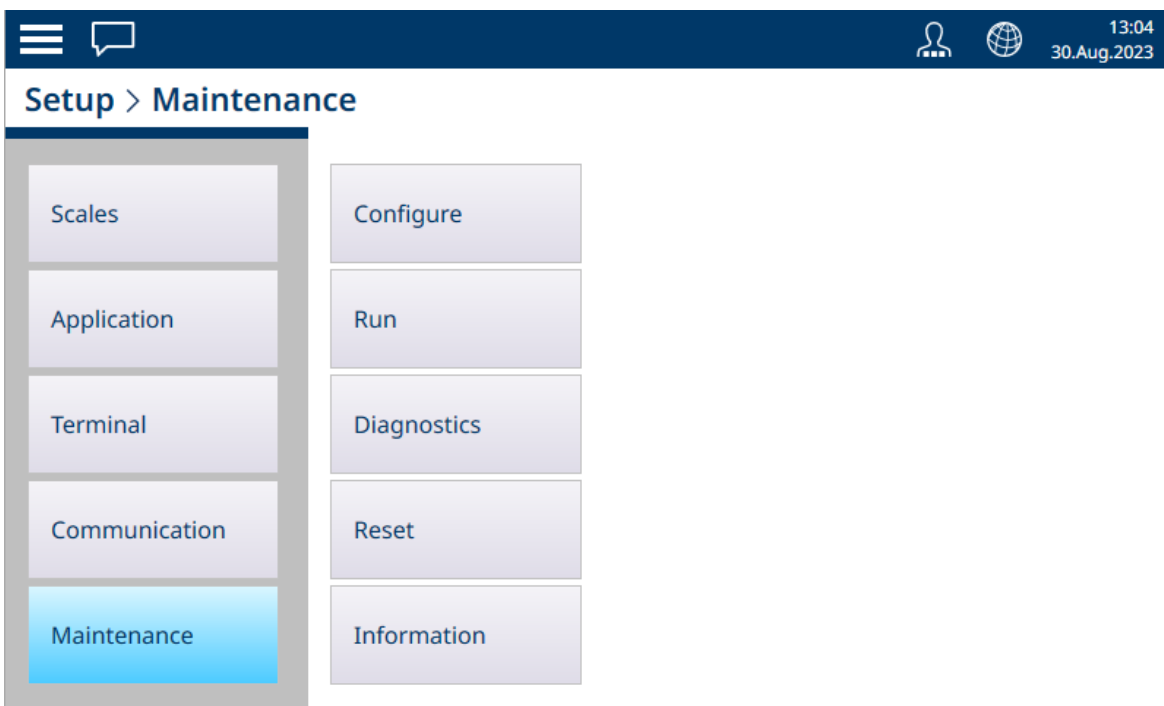 13:04
30.Aug.2023
Setup > Maintenance
Scales
Application
Terminal
Communication
Maintenance
Configure
Run
Diagnostics
Reset
Information